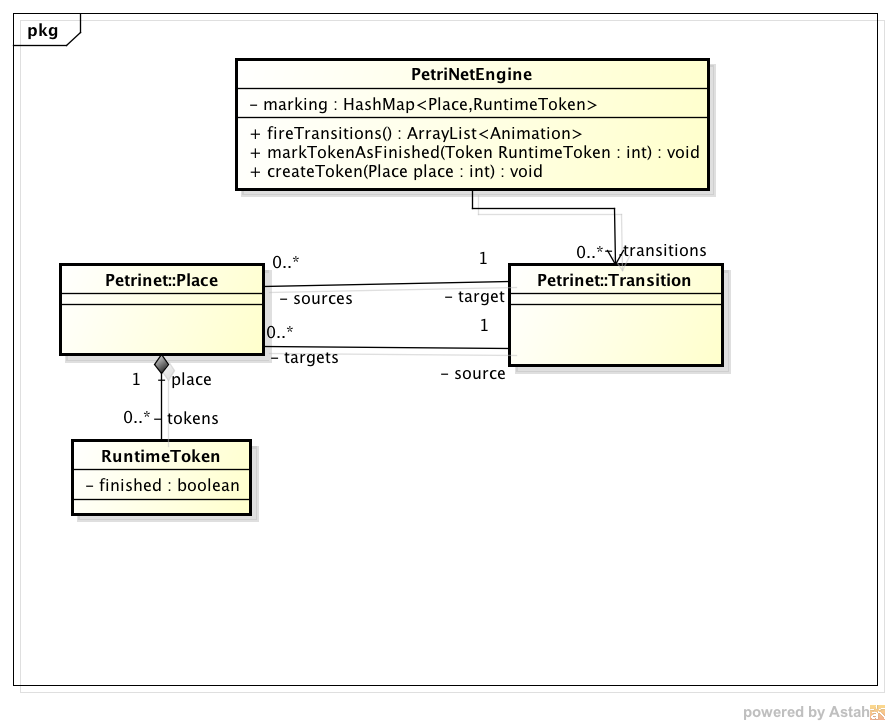 pkg
PetriNetEngine
- marking : HashMap<Place,RuntimeToken>
+ fireTransitions() : ArrayList<Animation>
+ markTokenAsFinished(Token RuntimeToken : int) : void
+ createToken(Place place : int) : void
0..*
- transitions
Petrinet::Place
0..*
- sources
1
- target
Petrinet::Transition
0..*
- targets
1
- source
1
- place
0..*
- tokens
RuntimeToken
- finished : boolean
powered by Astah